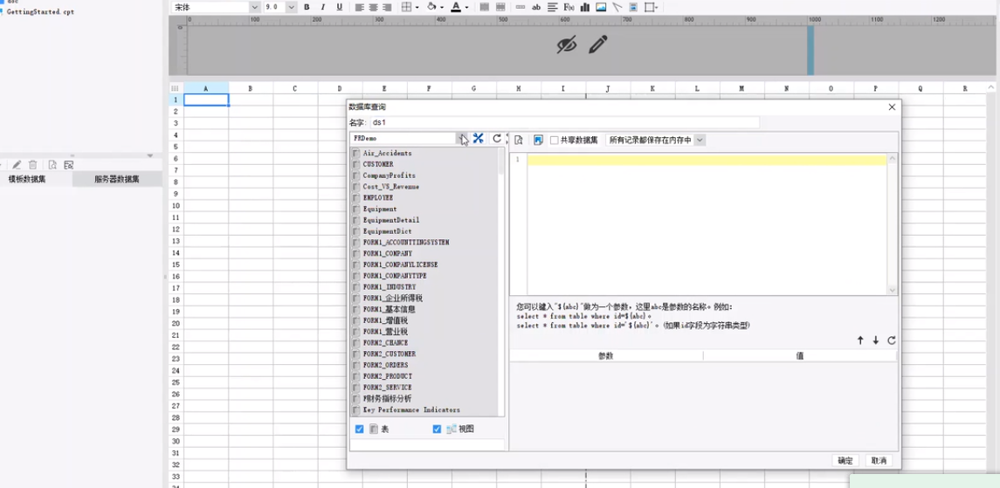 doc
GettingStarted.cpt
宋体 9.0 B I U ab F(x)
0 100 200 300 400 500 600 700 800 900 1000 1100 1200
A B C D E F G H I J K L M N O P Q R
1
2
3
4
5
6
7
8
9
10
11
12
13
14
15
16
17
18
19
20
21
22
23
24
25
26
27
28
29
30
31
32
33
模板数据集 服务器数据集
数据库查询
名字: ds1
FRDemo
共享数据集 所有记录都保存在内存中
Air_Accidents
CUSTOMER
CompanyProfits
Cost_VS_Revenue
EMPLOYEE
Equipment
EquipmentDetail
EquipmentDict
FORM1_ACCOUNTTINGSYSTEM
FORM1_COMPANY
FORM1_COMPANYLICENSE
FORM1_COMPANYTYPE
FORM1_INDUSTRY
FORM1_企业所得税
FORM1_基本信息
FORM1_增值税
FORM1_营业税
FORM2_CHANCE
FORM2_CUSTOMER
FORM2_ORDERS
FORM2_PRODUCT
FORM2_SERVICE
F财务指标分析
Key Performance Indicators
表 视图
1
您可以键入"${abc}"做为一个参数，这里abc是参数的名称。例如:
select * from table where id=${abc}。
select * from table where id='${abc}'。(如果id字段为字符串类型)
参数 值
确定 取消